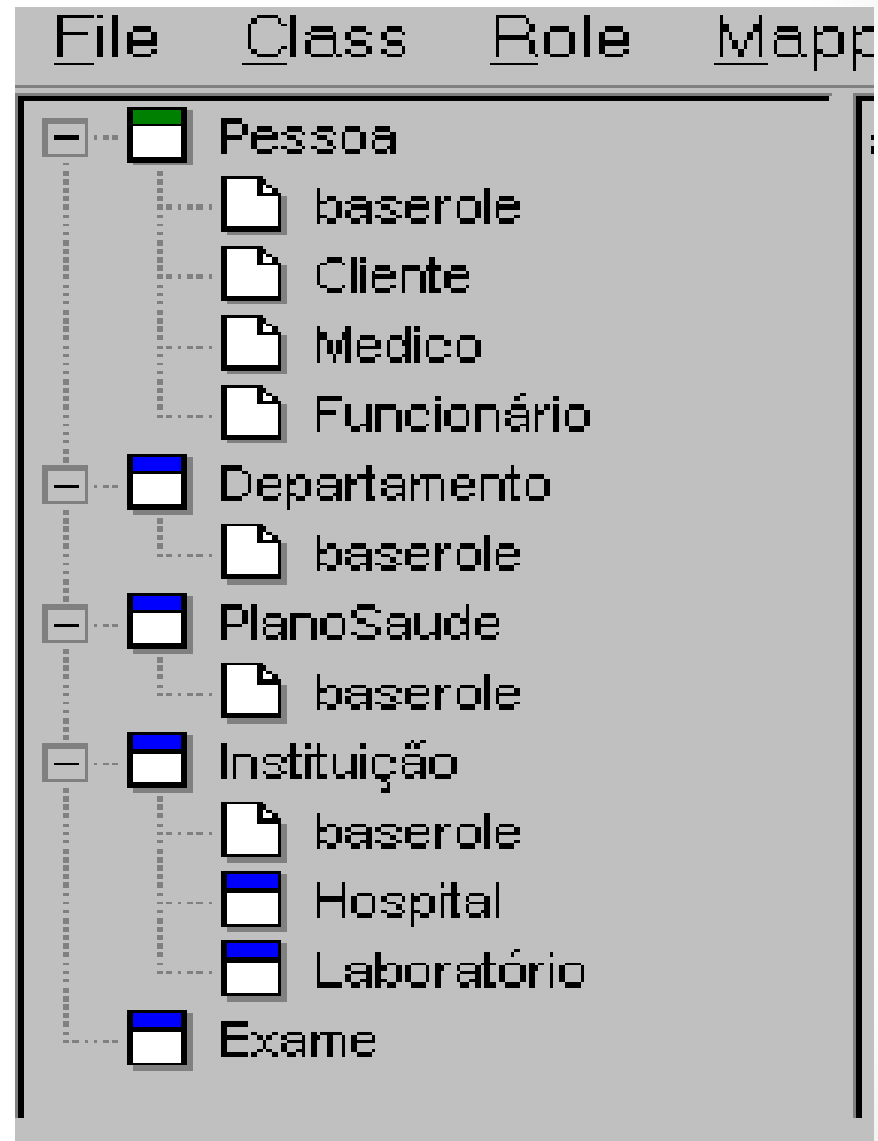 File Class Role Mapp
Pessoa
baserole
Cliente
Medico
Funcionário
Departamento
baserole
PlanoSaude
baserole
Instituição
baserole
Hospital
Laboratório
Exame